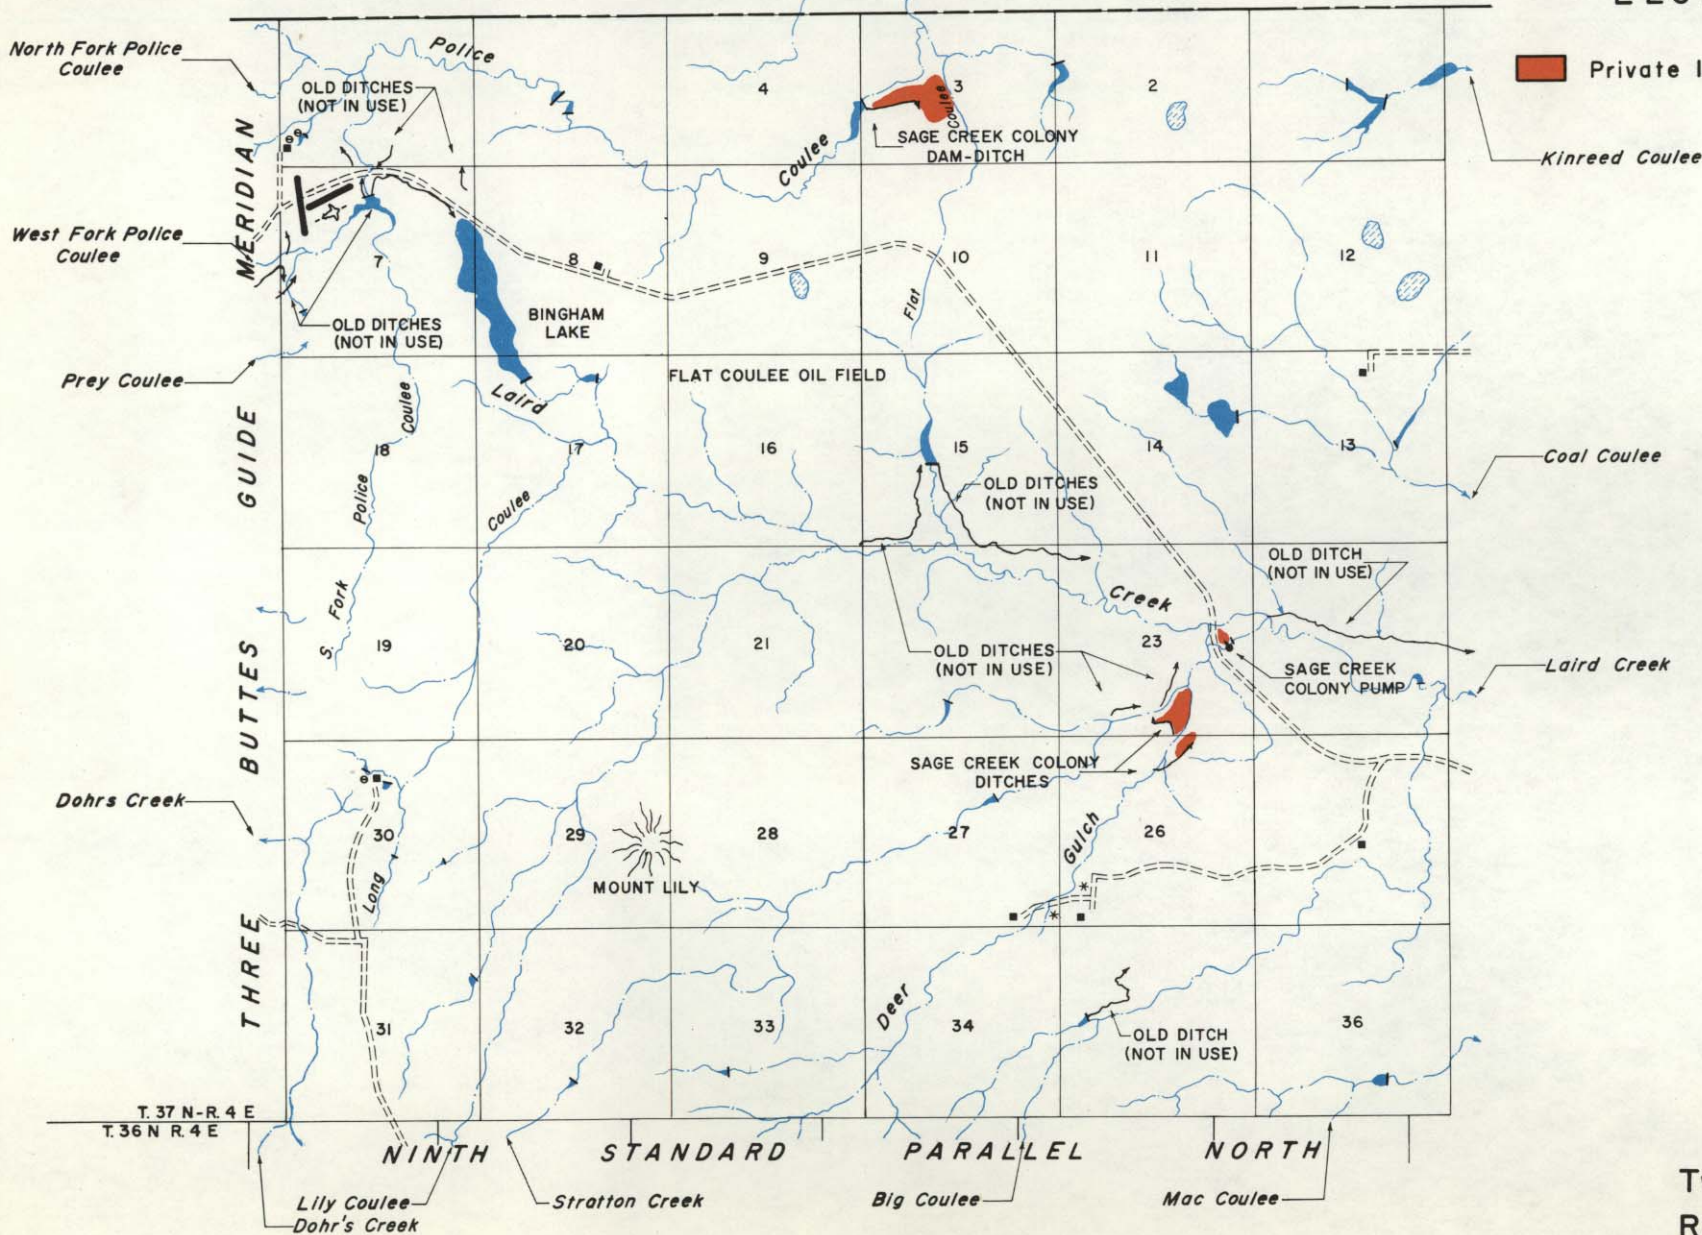 North Fork Police
Coulee
Police
OLD DITCHES
(NOT IN USE)
4
3
2
Private
Coulee
Coulee
SAGE CREEK COLONY
DAM-DITCH
Kinreed Coulee
MERIDIAN
West Fork Police
Coulee
7
8
9
10
11
12
Flat
BINGHAM
LAKE
OLD DITCHES
(NOT IN USE)
Prey Coulee
FLAT COULEE OIL FIELD
Laird
Coulee
GUIDE
18
17
16
15
14
13
Coal Coulee
OLD DITCHES
(NOT IN USE)
Police
Coulee
OLD DITCH
(NOT IN USE)
Creek
S. Fork
19
20
21
23
OLD DITCHES
(NOT IN USE)
SAGE CREEK
COLONY PUMP
Laird Creek
BUTTES
SAGE CREEK COLONY
DITCHES
Dohrs Creek
30
29
28
27
26
Gulch
MOUNT LILY
Long
THREE
Deer
31
32
33
34
36
OLD DITCH
(NOT IN USE)
T. 37 N-R. 4 E
T. 36 N R. 4 E
NINTH STANDARD PARALLEL NORTH
Lily Coulee
Dohr's Creek
Stratton Creek
Big Coulee
Mac Coulee